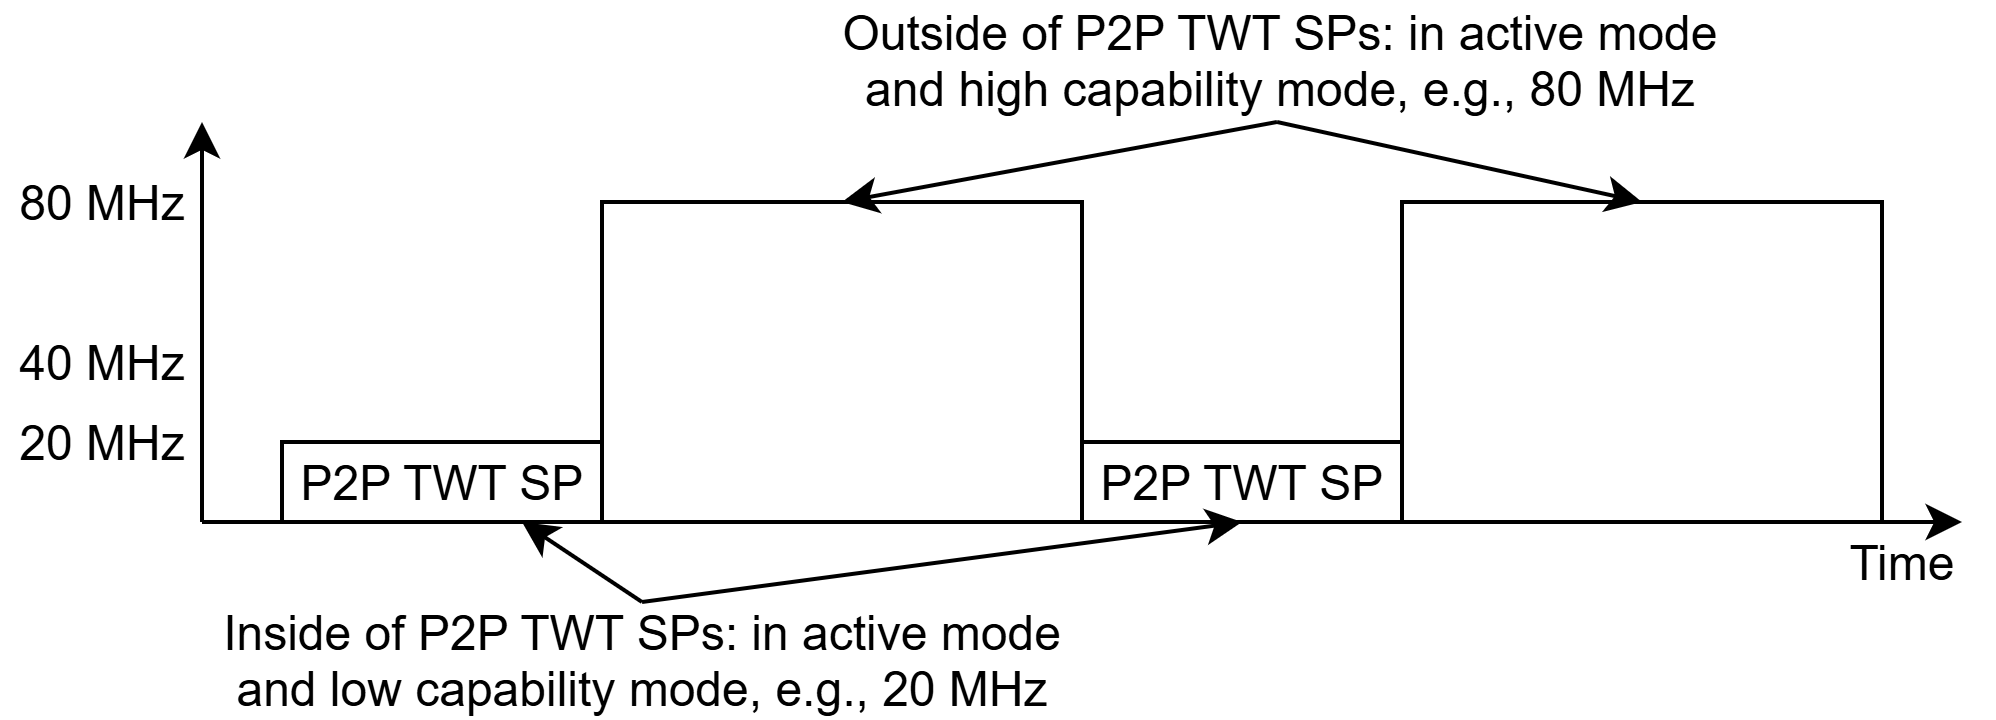 Outside of P2P TWT SPs: in active mode
and high capability mode, e.g., 80 MHz
80 MHz
40 MHz
20 MHz
P2P TWT SP
P2P TWT SP
Time
Inside of P2P TWT SPs: in active mode
and low capability mode, e.g., 20 MHz